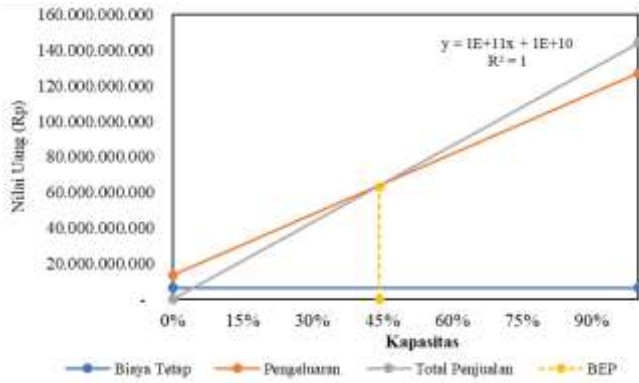 160.000.000.000
140.000.000.000
120.000.000.000
100.000.000.000
80.000.000.000
60.000.000.000
40.000.000.000
20.000.000.000
-
Nilai Uang (Rp)
y = 1E+11x + 1E+10
R² = 1
0% 15% 30% 45% 60% 75% 90%
Kapasitas
Biaya Tetap Pengeluaran Total Penjualan BEP